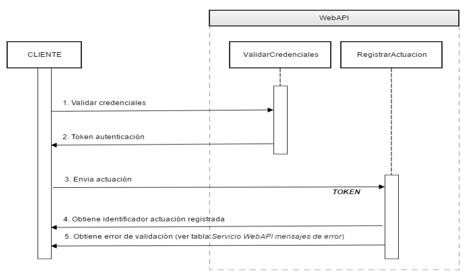 WebAPI
CLIENTE
ValidarCredenciales
RegistrarActuacion
1. Validar credenciales
2. Token autenticación
3. Envia actuación
TOKEN
4. Obtiene identificador actuación registrada
5. Obtiene error de validación (ver tabla:Servicio WebAPI mensajes de error)